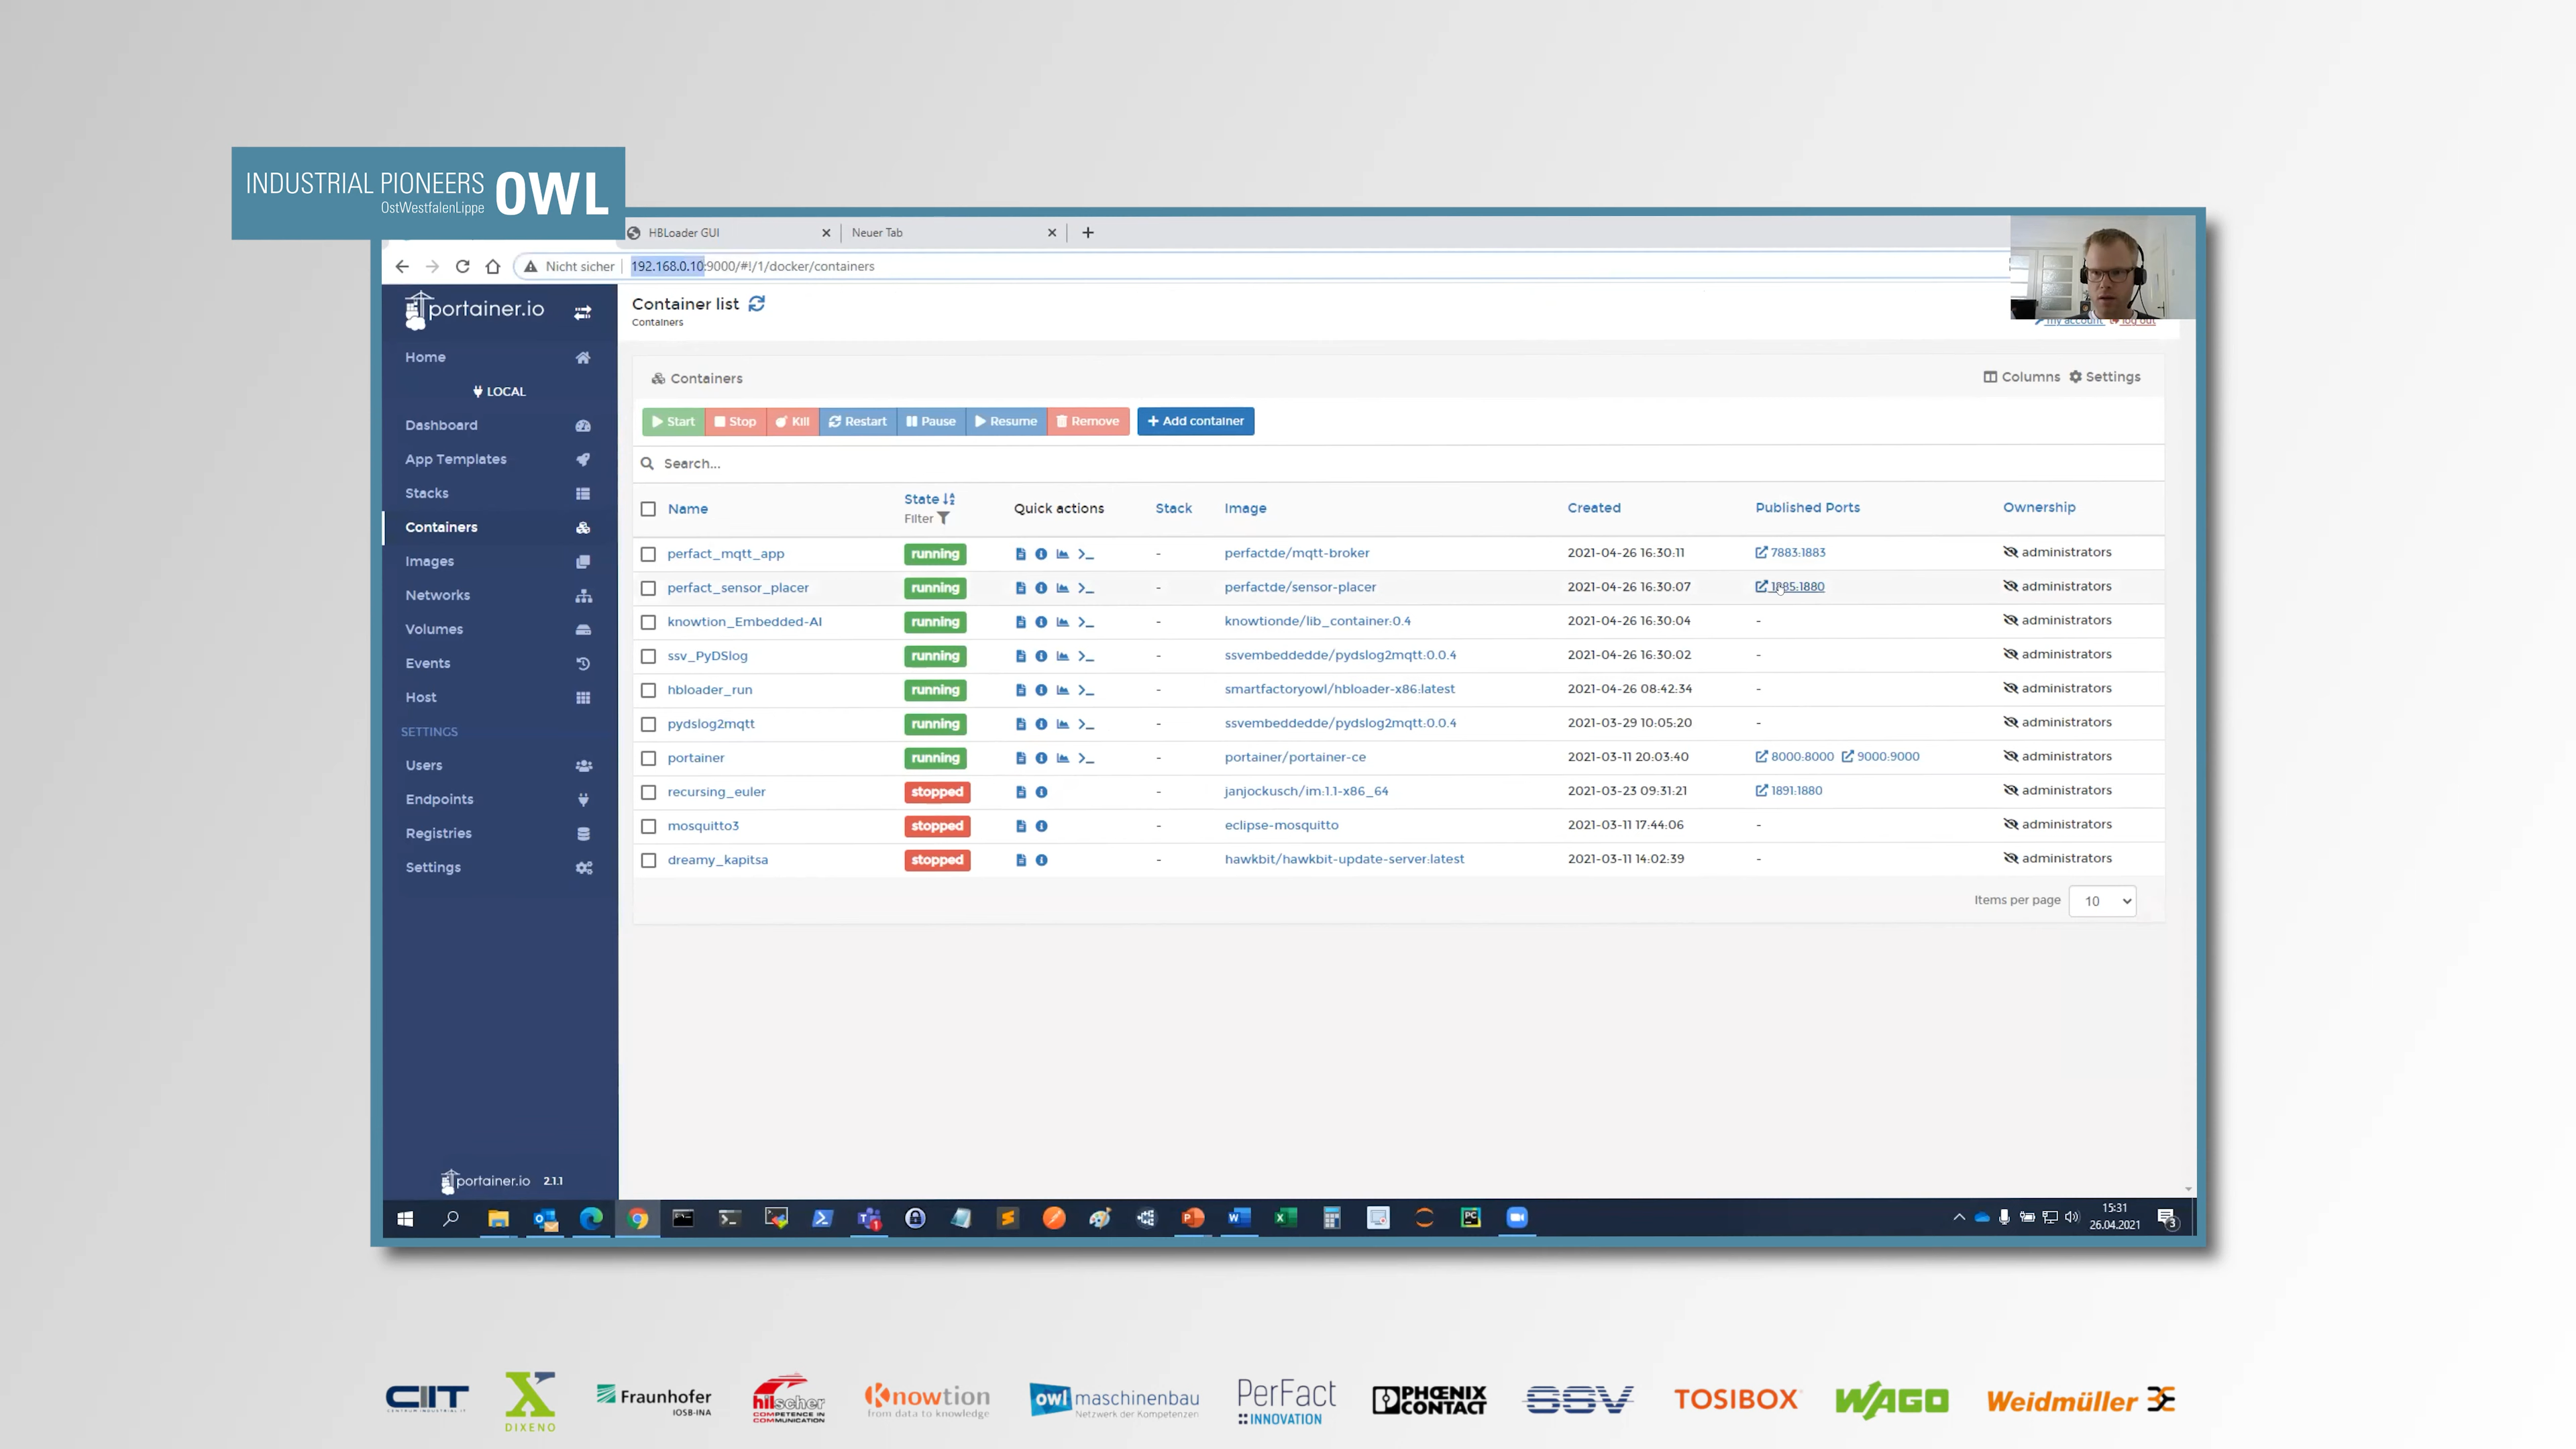 INDUSTRIAL PIONEERS OWL
OstWestfalenLippe
HBLoader GUI
Neuer Tab
Nicht sicher 192.168.0.10:9000/#!/1/docker/containers
portainer.io
Container list
Containers
my account log out
Home
LOCAL
Dashboard
App Templates
Stacks
Containers
Images
Networks
Volumes
Events
Host
SETTINGS
Users
Endpoints
Registries
Settings
portainer.io 2.1.1
Containers
Columns Settings
Start Stop Kill Restart Pause Resume Remove Add container
Search...
Name State Filter Quick actions Stack Image Created Published Ports Ownership
perfact_mqtt_app running - perfactde/mqtt-broker 2021-04-26 16:30:11 7883:1883 administrators
perfact_sensor_placer running - perfactde/sensor-placer 2021-04-26 16:30:07 1885:1880 administrators
knowtion_Embedded-AI running - knowtionde/lib_container:0.4 2021-04-26 16:30:04 - administrators
ssv_PyDSlog running - ssvembeddedde/pydslog2mqtt:0.0.4 2021-04-26 16:30:02 - administrators
hbloader_run running - smartfactoryowl/hbloader-x86:latest 2021-04-26 08:42:34 - administrators
pydslog2mqtt running - ssvembeddedde/pydslog2mqtt:0.0.4 2021-03-29 10:05:20 - administrators
portainer running - portainer/portainer-ce 2021-03-11 20:03:40 8000:8000 9000:9000 administrators
recursing_euler stopped - janjockusch/im:1.1-x86_64 2021-03-23 09:31:21 1891:1880 administrators
mosquitto3 stopped - eclipse-mosquitto 2021-03-11 17:44:06 - administrators
dreamy_kapitsa stopped - hawkbit/hawkbit-update-server:latest 2021-03-11 14:02:39 - administrators
Items per page 10
15:31
26.04.2021
3
CIIT
CENTRUM INDUSTRIAL IT
DIXENO
Fraunhofer
IOSB-INA
hilscher
COMPETENCE IN
COMMUNICATION
Knowtion
from data to knowledge
owl maschinenbau
Netzwerk der Kompetenzen
PerFact
INNOVATION
PHŒNIX
CONTACT
SSV
TOSIBOX
WAGO
Weidmüller